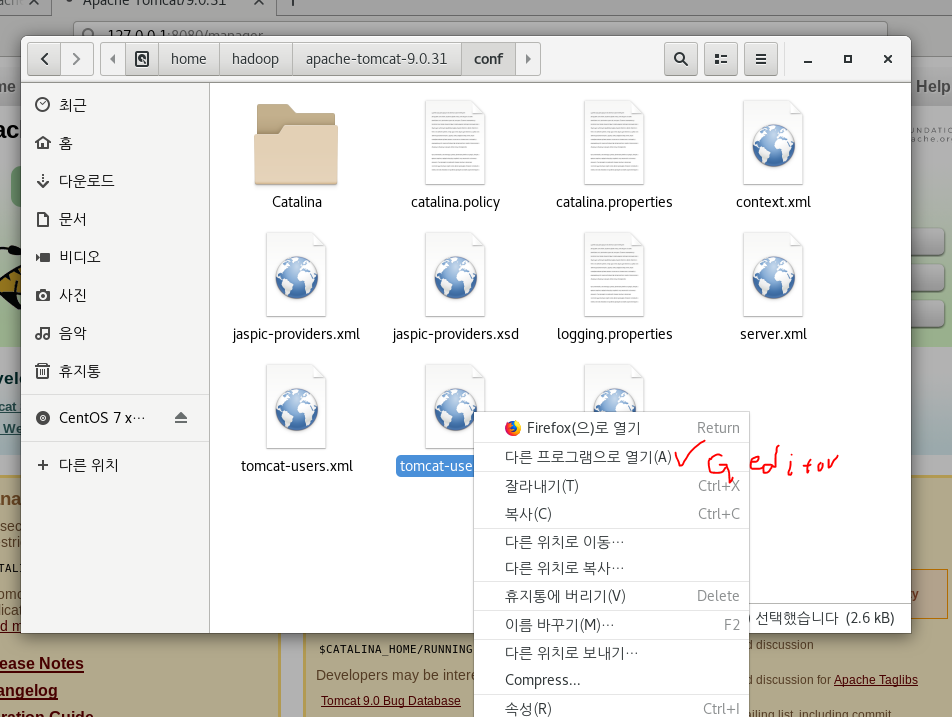 Apache Tomcat/9.0.31
127.0.0.1:8080/manager
home
hadoop
apache-tomcat-9.0.31
conf
Help
최근
홈
다운로드
문서
비디오
사진
음악
휴지통
CentOS 7 x…
다른 위치
Catalina
catalina.policy
catalina.properties
context.xml
jaspic-providers.xml
jaspic-providers.xsd
logging.properties
server.xml
tomcat-users.xml
tomcat-use
Firefox(으)로 열기 Return
다른 프로그램으로 열기(A)
G editor
잘라내기(T) Ctrl+X
복사(C) Ctrl+C
다른 위치로 이동…
다른 위치로 복사…
휴지통에 버리기(V) Delete
이름 바꾸기(M)… F2
다른 위치로 보내기…
Compress...
속성(R) Ctrl+I
선택했습니다 (2.6 kB)
$CATALINA_HOME/RUNNING
Developers may be intere
Tomcat 9.0 Bug Database
ease Notes
angelog
d discussion
d discussion for Apache Taglibs
iling list, including commit